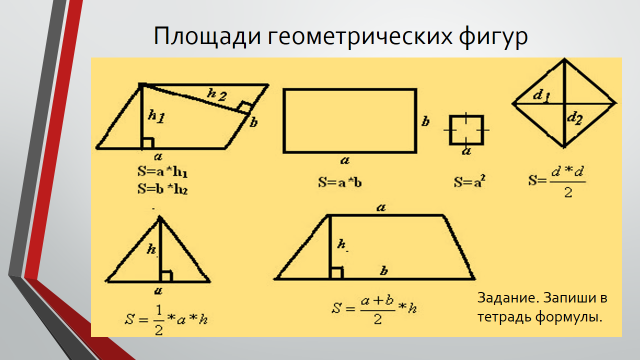 Площади геометрических фигур
h1
h2
b
a
S=a*h₁
S=b*h₂
b
a
S=a*b
a
S=a²
d1
d2
S=d*d/2
h
a
S=1/2*a*h
a
h
b
S=a+b/2*h
Задание. Запиши в
тетрадь формулы.